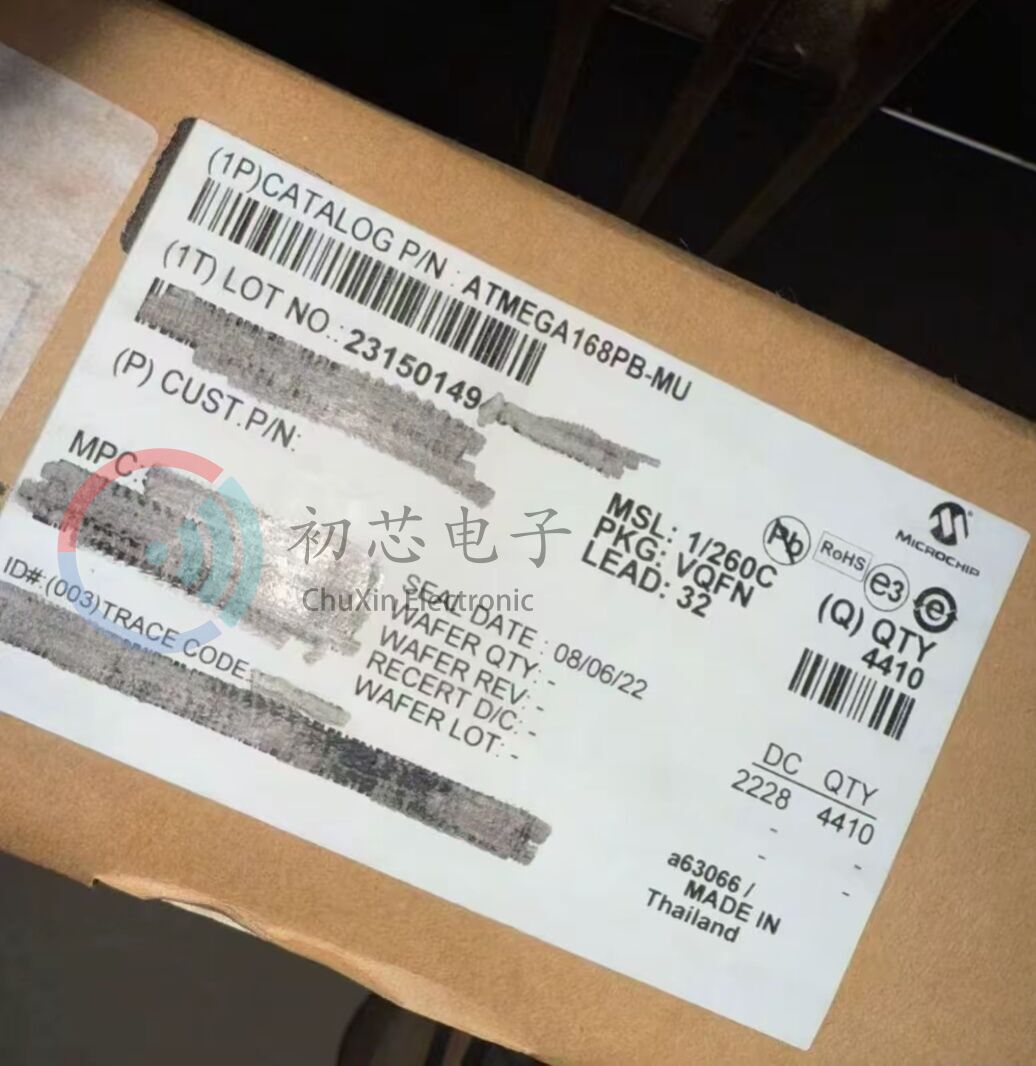 (1P)CATALOG P/N : ATMEGA168PB-MU
(1T) LOT NO.: 23150149
(P) CUST.P/N:
MPC:
ID#:(003)TRACE CODE
MSL: 1/260C
PKG: VQFN
LEAD: 32
Pb
RoHS
e3
e
MICROCHIP
(Q) QTY
4410
SEAL DATE : 08/06/22
WAFER QTY: -
WAFER REV: -
RECERT D/C: -
WAFER LOT: -
DC QTY
2228 4410
- -
- -
a63066 /
MADE IN
Thailand
初芯电子
ChuXin Electronic